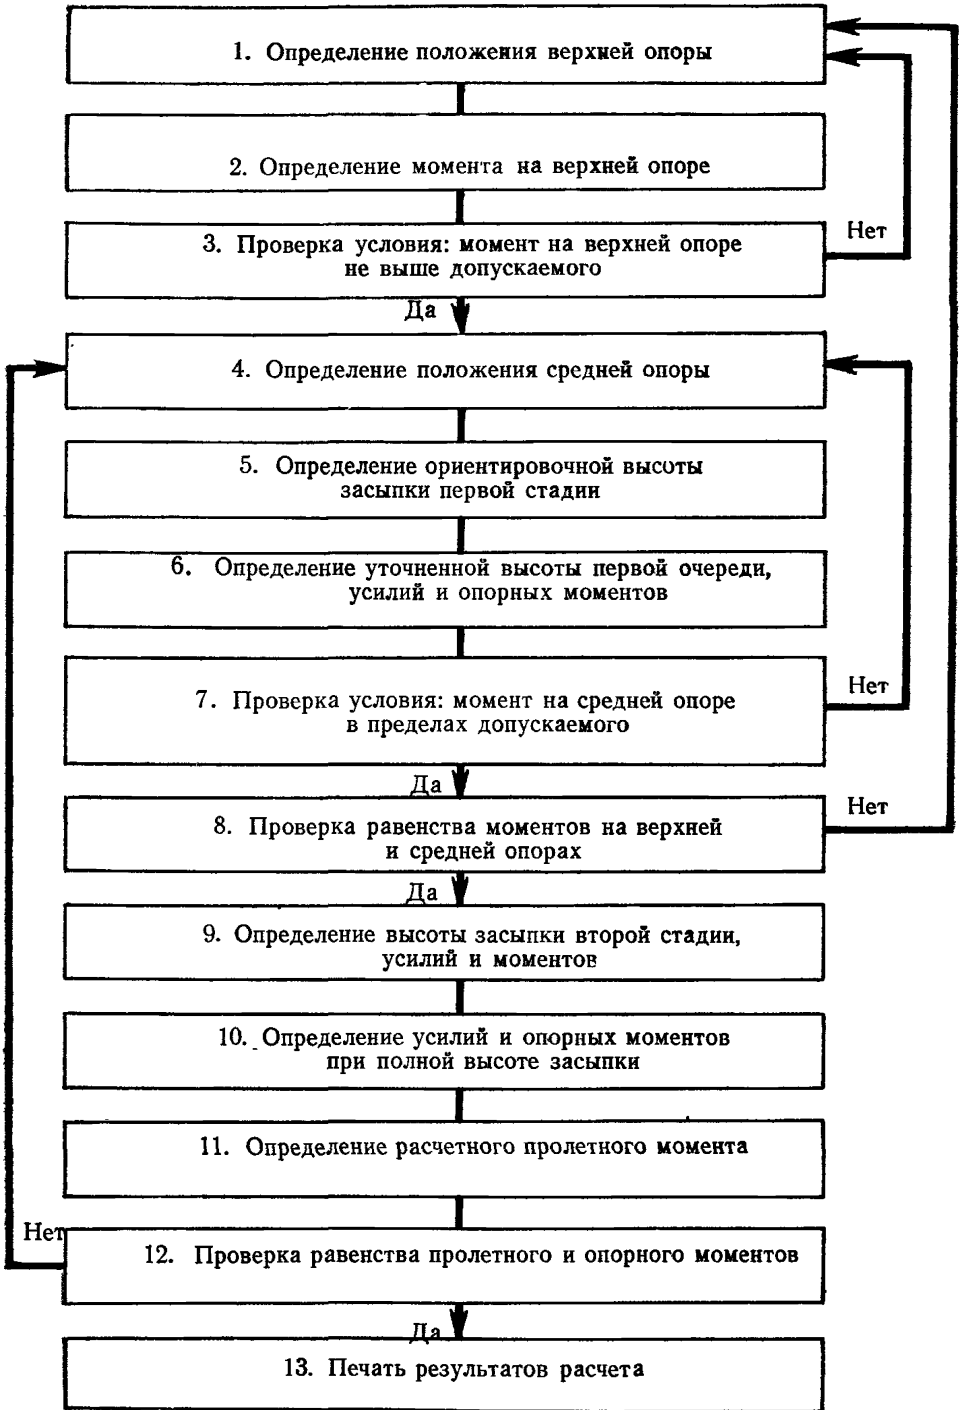 1. Определение положения верхней опоры
2. Определение момента на верхней опоре
3. Проверка условия: момент на верхней опоре
не выше допускаемого
Нет
Да
4. Определение положения средней опоры
5. Определение ориентировочной высоты
засыпки первой стадии
6. Определение уточненной высоты первой очереди,
усилий и опорных моментов
7. Проверка условия: момент на средней опоре
в пределах допускаемого
Нет
Да
8. Проверка равенства моментов на верхней
и средней опорах
Нет
Да
9. Определение высоты засыпки второй стадии,
усилий и моментов
10. Определение усилий и опорных моментов
при полной высоте засыпки
11. Определение расчетного пролетного момента
Нет
12. Проверка равенства пролетного и опорного моментов
Да
13. Печать результатов расчета